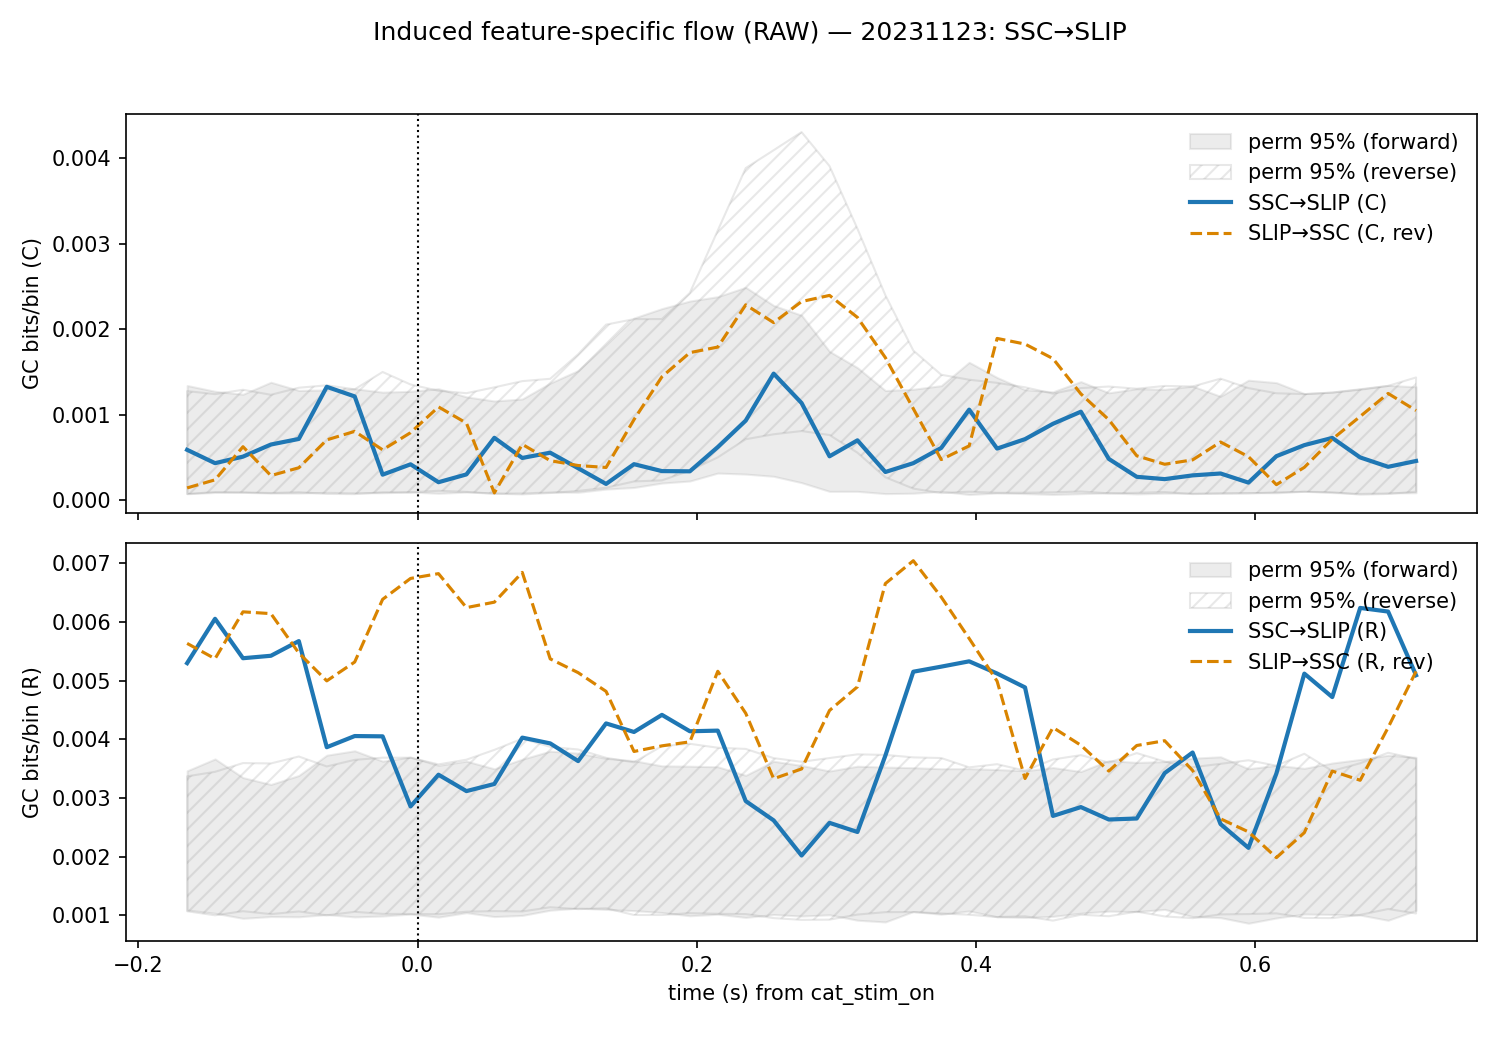 Induced feature-specific flow (RAW) — 20231123: SSC→SLIP
GC bits/bin (C)
0.004
0.003
0.002
0.001
0.000
perm 95% (forward)
perm 95% (reverse)
SSC→SLIP (C)
SLIP→SSC (C, rev)
GC bits/bin (R)
0.007
0.006
0.005
0.004
0.003
0.002
0.001
perm 95% (forward)
perm 95% (reverse)
SSC→SLIP (R)
SLIP→SSC (R, rev)
−0.2 0.0 0.2 0.4 0.6
time (s) from cat_stim_on